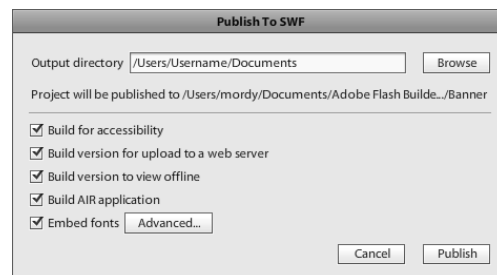 Publish To SWF
Output directory /Users/Username/Documents Browse
Project will be published to /Users/mordy/Documents/Adobe Flash Builde.../Banner
Build for accessibility
Build version for upload to a web server
Build version to view offline
Build AIR application
Embed fonts Advanced...
Cancel Publish